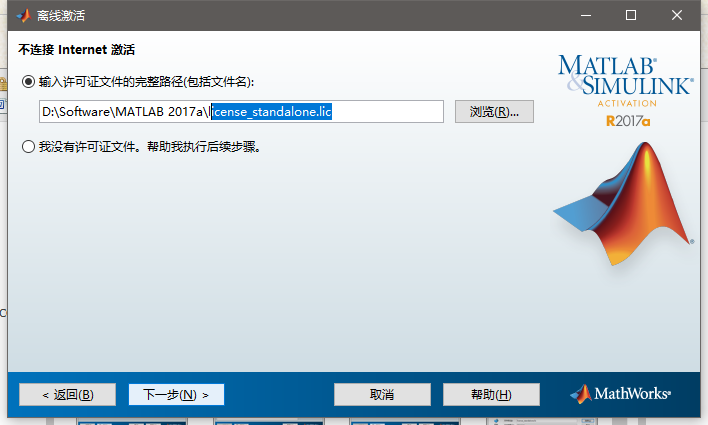 离线激活
不连接 Internet 激活
输入许可证文件的完整路径(包括文件名):
D:\Software\MATLAB 2017a\license_standalone.lic
浏览(R)...
我没有许可证文件。帮助我执行后续步骤。
MATLAB®
&SIMULINK®
ACTIVATION
R2017a
®
< 返回(B)
下一步(N) >
取消
帮助(H)
MathWorks®